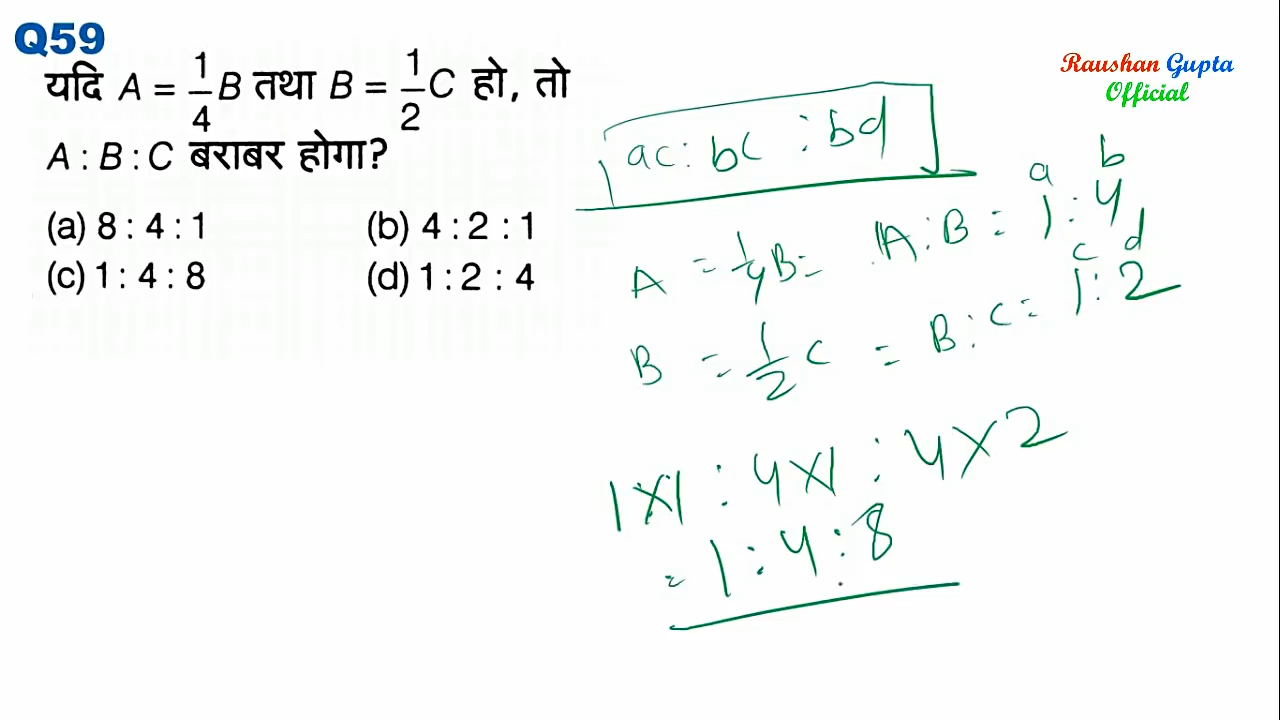 Q59
यदि A = 1/4 B तथा B = 1/2 C हो, तो
A : B : C बराबर होगा?
(a) 8 : 4 : 1 (b) 4 : 2 : 1
(c) 1 : 4 : 8 (d) 1 : 2 : 4
Raushan Gupta
Official
ac : bc : bd
a b
A = 1/4 B = A : B = 1 : 4
c d
B = 1/2 C = B : C = 1 : 2
1×1 : 4×1 : 4×2
= 1 : 4 : 8